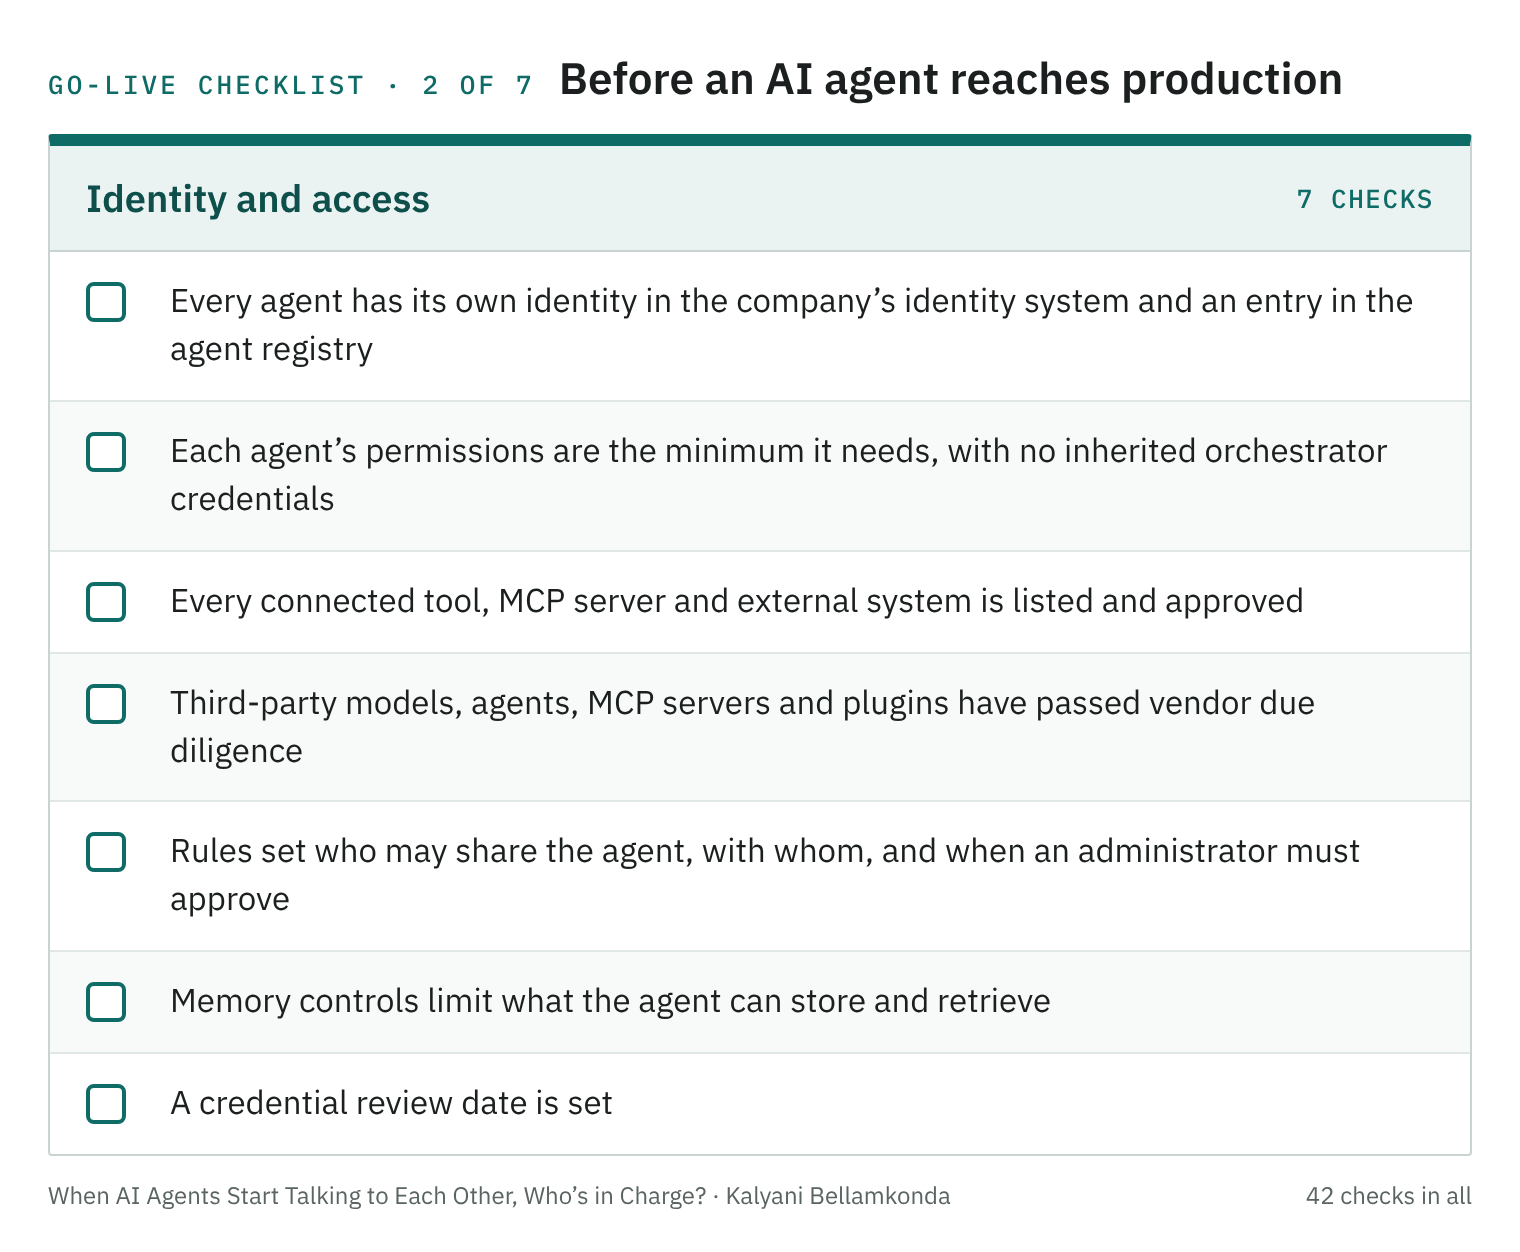 GO-LIVE CHECKLIST · 2 OF 7 Before an AI agent reaches production
Identity and access 7 CHECKS
Every agent has its own identity in the company’s identity system and an entry in the
agent registry
Each agent’s permissions are the minimum it needs, with no inherited orchestrator
credentials
Every connected tool, MCP server and external system is listed and approved
Third-party models, agents, MCP servers and plugins have passed vendor due
diligence
Rules set who may share the agent, with whom, and when an administrator must
approve
Memory controls limit what the agent can store and retrieve
A credential review date is set
When AI Agents Start Talking to Each Other, Who’s in Charge? · Kalyani Bellamkonda 42 checks in all